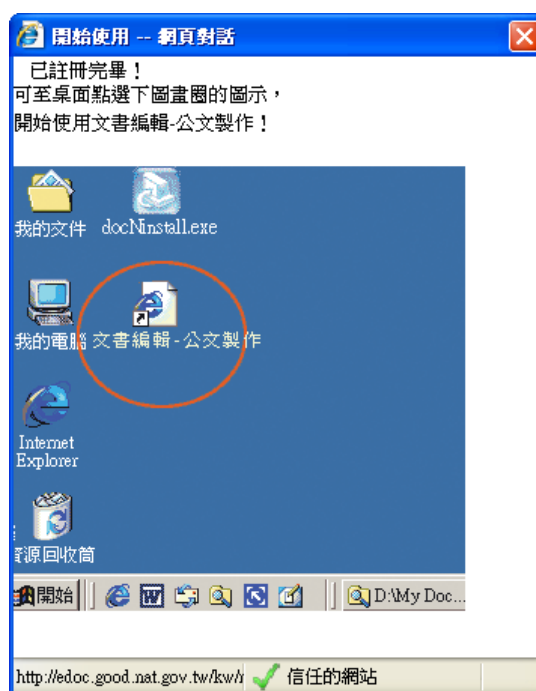 開始使用 -- 網頁對話
已註冊完畢！
可至桌面點選下圖畫圈的圖示，
開始使用文書編輯-公文製作！
我的文件
docNinstall.exe
我的電腦
文書編輯-公文製作
Internet
Explorer
資源回收筒
開始
D:\My Doc...
http://edoc.good.nat.gov.tw/kw/r
信任的網站